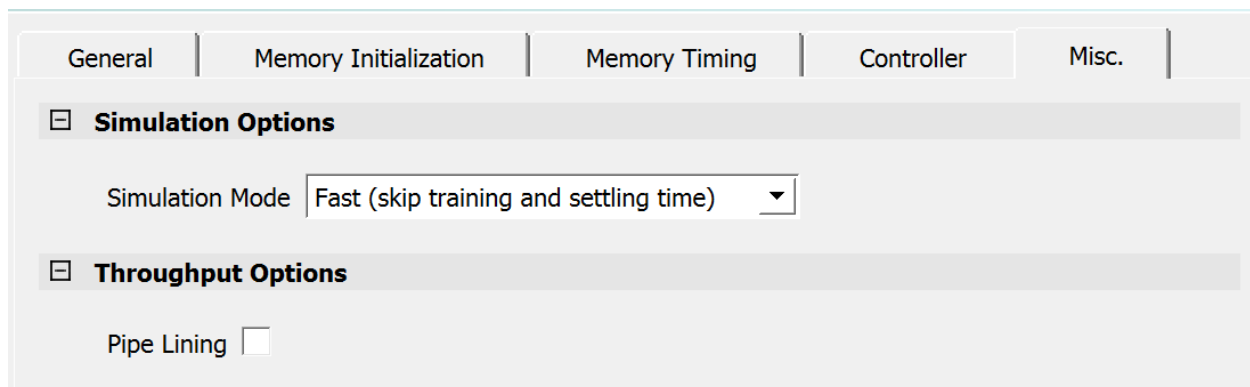 General Memory Initialization Memory Timing Controller Misc.
Simulation Options
Simulation Mode Fast (skip training and settling time)
Throughput Options
Pipe Lining